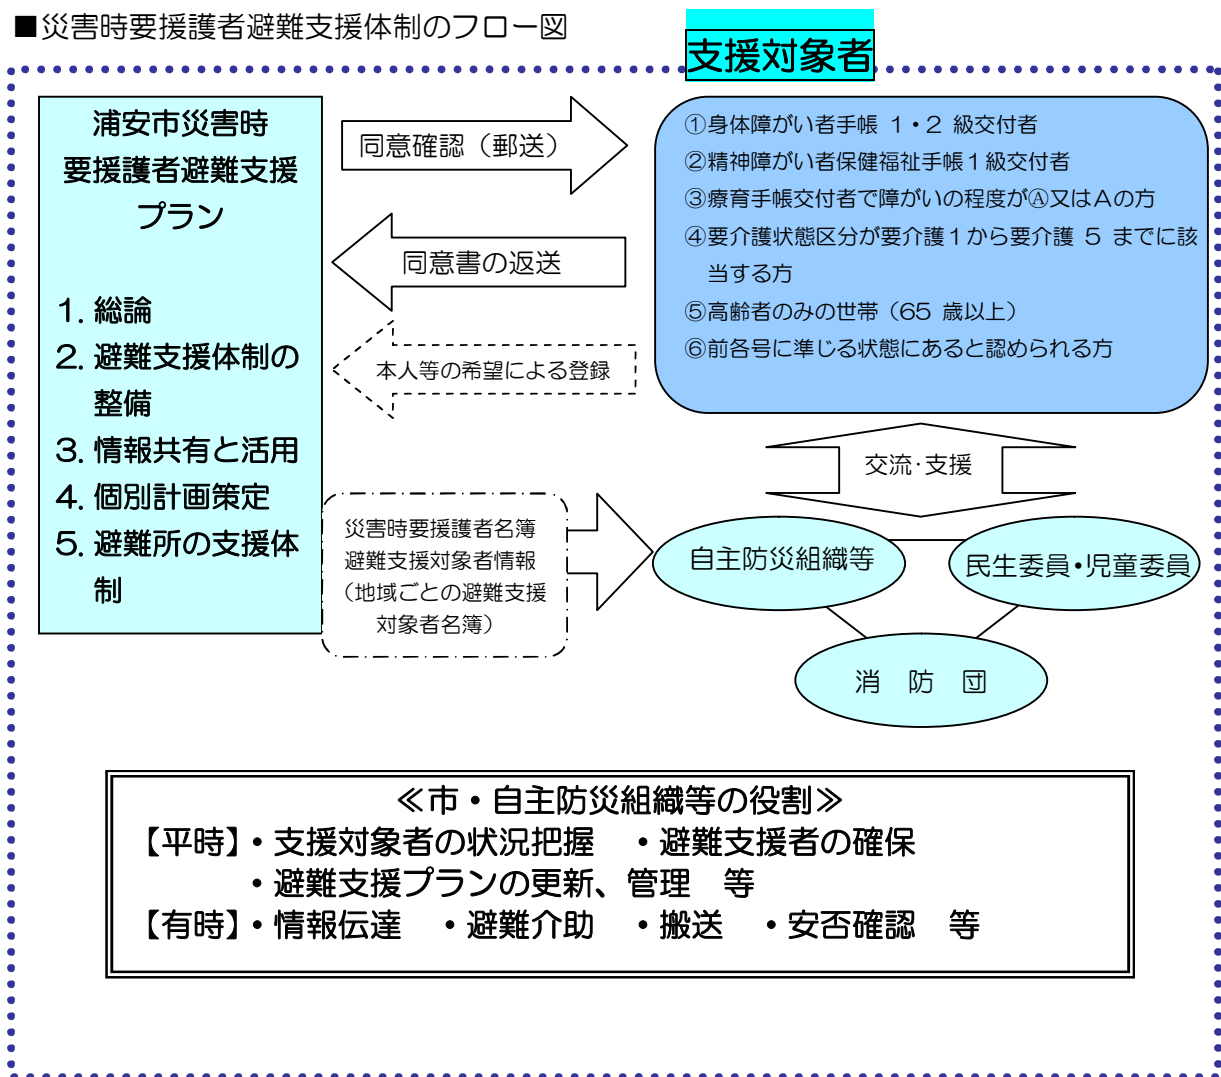 ■災害時要援護者避難支援体制のフロー図
支援対象者
浦安市災害時
要援護者避難支援
プラン
1. 総論
2. 避難支援体制の
整備
3. 情報共有と活用
4. 個別計画策定
5. 避難所の支援体
制
同意確認（郵送）
同意書の返送
本人等の希望による登録
①身体障がい者手帳 1・2 級交付者
②精神障がい者保健福祉手帳1級交付者
③療育手帳交付者で障がいの程度がⒶ又はAの方
④要介護状態区分が要介護1から要介護 5 までに該
当する方
⑤高齢者のみの世帯（65 歳以上）
⑥前各号に準じる状態にあると認められる方
交流・支援
災害時要援護者名簿
避難支援対象者情報
（地域ごとの避難支援
対象者名簿）
自主防災組織等
民生委員・児童委員
消 防 団
≪市・自主防災組織等の役割≫
【平時】・支援対象者の状況把握 ・避難支援者の確保
・避難支援プランの更新、管理 等
【有時】・情報伝達 ・避難介助 ・搬送 ・安否確認 等